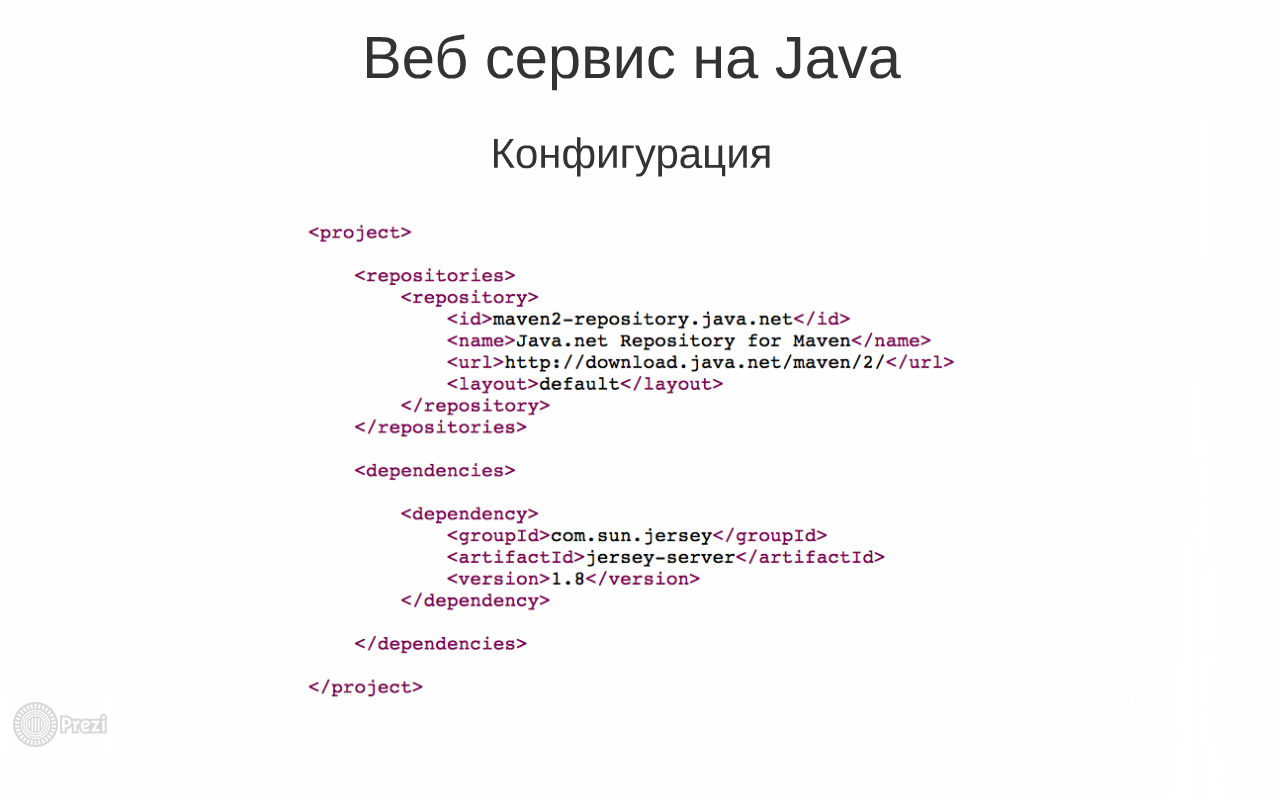 Веб сервис на Java
Конфигурация
<project>
<repositories>
<repository>
<id>maven2-repository.java.net</id>
<name>Java.net Repository for Maven</name>
<url>http://download.java.net/maven/2/</url>
<layout>default</layout>
</repository>
</repositories>
<dependencies>
<dependency>
<groupId>com.sun.jersey</groupId>
<artifactId>jersey-server</artifactId>
<version>1.8</version>
</dependency>
</dependencies>
</project>
Prezi